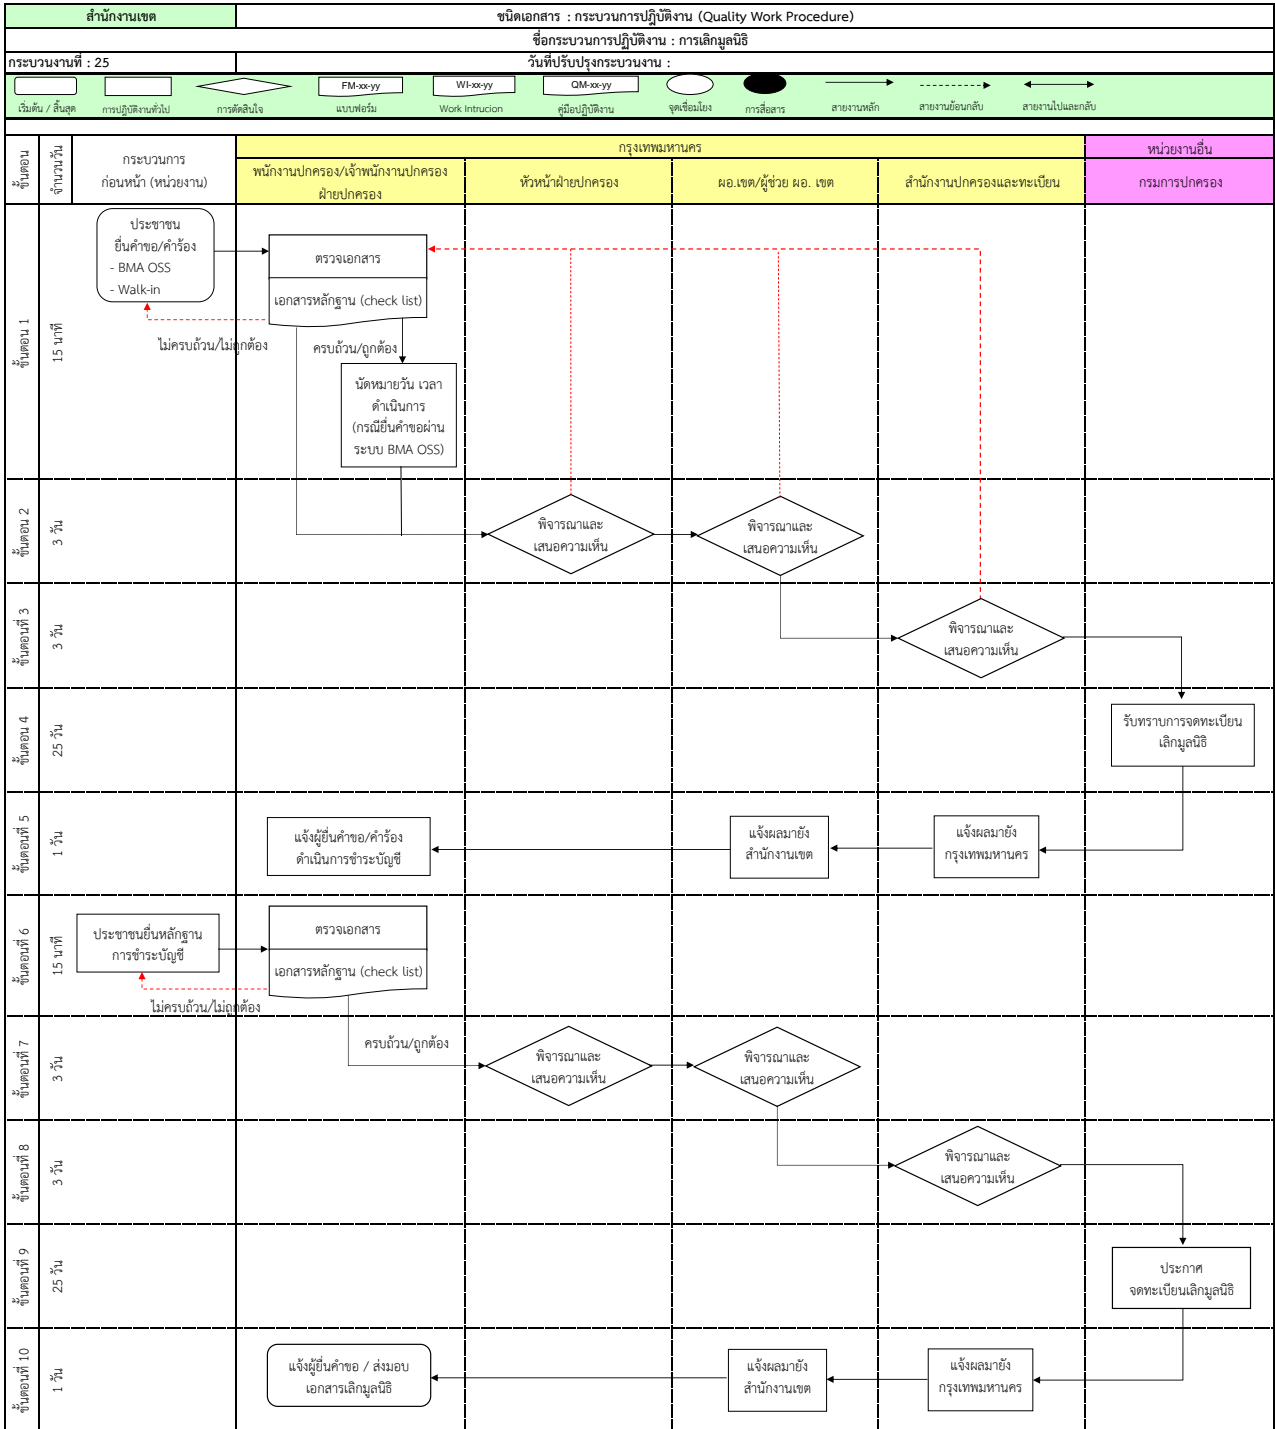 สำนักงานเขต
ชนิดเอกสาร : กระบวนการปฎิบัติงาน (Quality Work Procedure)
ชื่อกระบวนการปฏิบัติงาน : การเลิกมูลนิธิ
กระบวนงานที่ : 25
วันที่ปรับปรุงกระบวนงาน :
FM-xx-yy
WI-xx-yy
QM-xx-yy
เริ่มต้น / สิ้นสุด
การปฏิบัติงานทั่วไป
การตัดสินใจ
แบบฟอร์ม
Work Intrucion
คู่มือปฏิบัติงาน
จุดเชื่อมโยง
การสื่อสาร
สายงานหลัก
สายงานย้อนกลับ
สายงานไปและกลับ
ขั้นตอน
จำนวนวัน
กระบวนการ
ก่อนหน้า (หน่วยงาน)
กรุงเทพมหานคร
หน่วยงานอื่น
พนักงานปกครอง/เจ้าพนักงานปกครอง
ฝ่ายปกครอง
หัวหน้าฝ่ายปกครอง
ผอ.เขต/ผู้ช่วย ผอ. เขต
สำนักงานปกครองและทะเบียน
กรมการปกครอง
ขั้นตอน 1
15 นาที
ประชาชน
ยื่นคำขอ/คำร้อง
- BMA OSS
- Walk-in
ตรวจเอกสาร
เอกสารหลักฐาน (check list)
ไม่ครบถ้วน/ไม่ถูกต้อง
ครบถ้วน/ถูกต้อง
นัดหมายวัน เวลา
ดำเนินการ
(กรณียื่นคำขอผ่าน
ระบบ BMA OSS)
ขั้นตอน 2
3 วัน
พิจารณาและ
เสนอความเห็น
พิจารณาและ
เสนอความเห็น
ขั้นตอนที่ 3
3 วัน
พิจารณาและ
เสนอความเห็น
ขั้นตอน 4
25 วัน
รับทราบการจดทะเบียน
เลิกมูลนิธิ
ขั้นตอนที่ 5
1 วัน
แจ้งผู้ยื่นคำขอ/คำร้อง
ดำเนินการชำระบัญชี
แจ้งผลมายัง
สำนักงานเขต
แจ้งผลมายัง
กรุงเทพมหานคร
ขั้นตอนที่ 6
15 นาที
ประชาชนยื่นหลักฐาน
การชำระบัญชี
ตรวจเอกสาร
เอกสารหลักฐาน (check list)
ไม่ครบถ้วน/ไม่ถูกต้อง
ขั้นตอนที่ 7
3 วัน
ครบถ้วน/ถูกต้อง
พิจารณาและ
เสนอความเห็น
พิจารณาและ
เสนอความเห็น
ขั้นตอนที่ 8
3 วัน
พิจารณาและ
เสนอความเห็น
ขั้นตอนที่ 9
25 วัน
ประกาศ
จดทะเบียนเลิกมูลนิธิ
ขั้นตอนที่ 10
1 วัน
แจ้งผู้ยื่นคำขอ / ส่งมอบ
เอกสารเลิกมูลนิธิ
แจ้งผลมายัง
สำนักงานเขต
แจ้งผลมายัง
กรุงเทพมหานคร